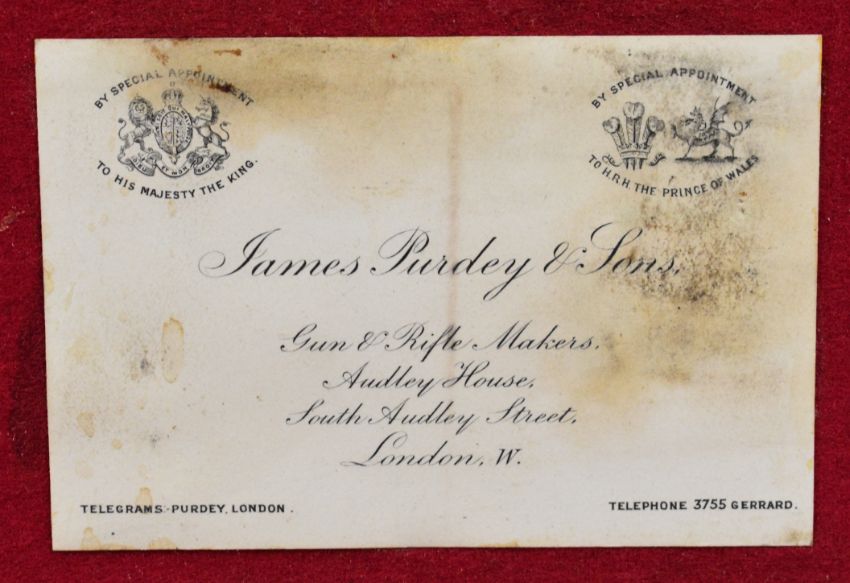 BY SPECIAL APPOINTMENT
TO HIS MAJESTY THE KING.
BY SPECIAL APPOINTMENT
TO H.R.H. THE PRINCE OF WALES
James Purdey & Sons,
Gun & Rifle Makers.
Audley House,
South Audley Street,
London, W.
TELEGRAMS: PURDEY, LONDON.
TELEPHONE 3755 GERRARD.